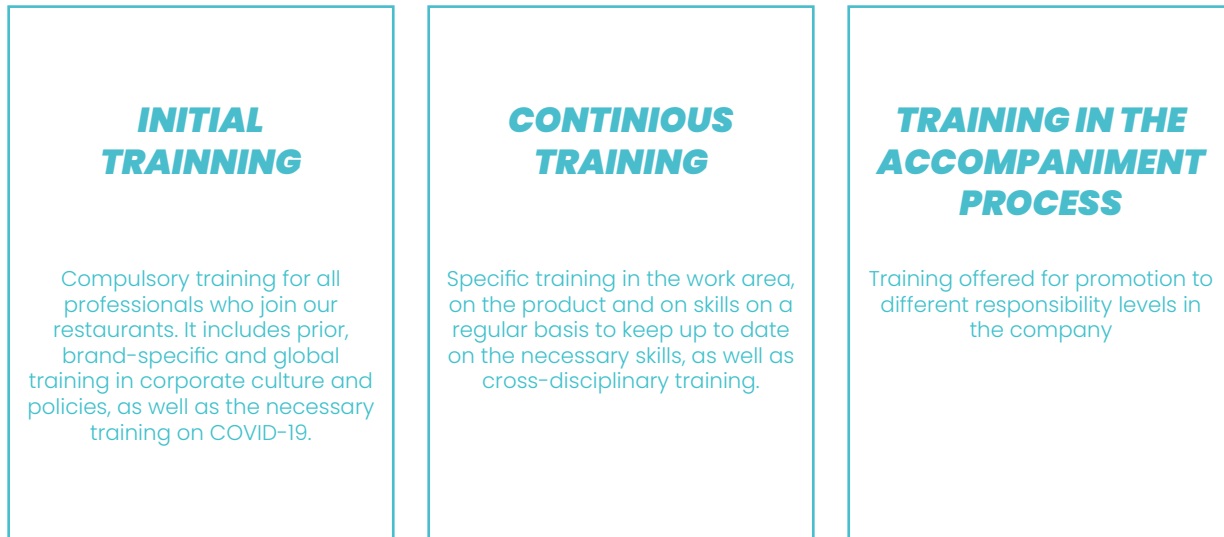 INITIAL
TRAINNING
Compulsory training for all
professionals who join our
restaurants. It includes prior,
brand-specific and global
training in corporate culture and
policies, as well as the necessary
training on COVID-19.
CONTINIOUS
TRAINING
Specific training in the work area,
on the product and on skills on a
regular basis to keep up to date
on the necessary skills, as well as
cross-disciplinary training.
TRAINING IN THE
ACCOMPANIMENT
PROCESS
Training offered for promotion to
different responsibility levels in
the company